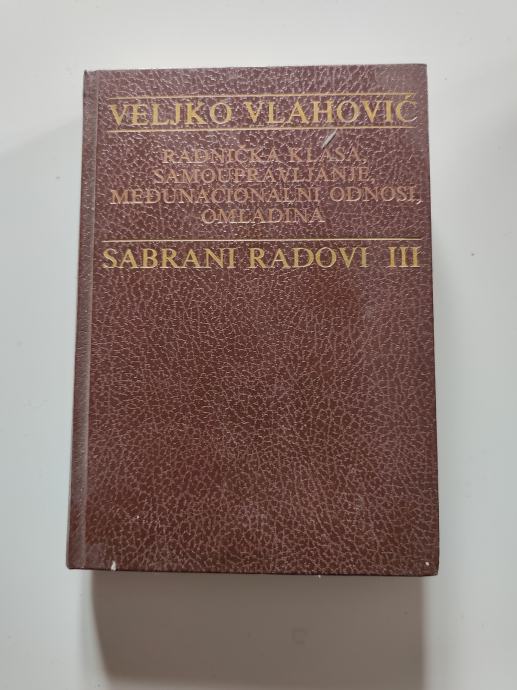 VELJKO VLAHOVIĆ
RADNIČKA KLASA,
SAMOUPRAVLJANJE,
MEĐUNACIONALNI ODNOSI,
OMLADINA
SABRANI RADOVI III